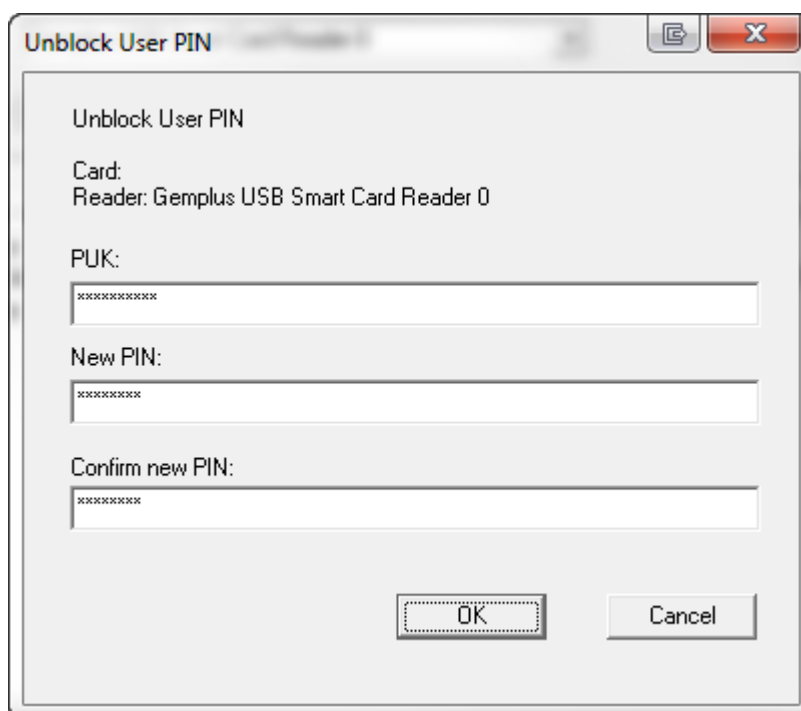 Unblock User PIN
Unblock User PIN
Card:
Reader: Gemplus USB Smart Card Reader 0
PUK:
**********
New PIN:
********
Confirm new PIN:
********
OK
Cancel